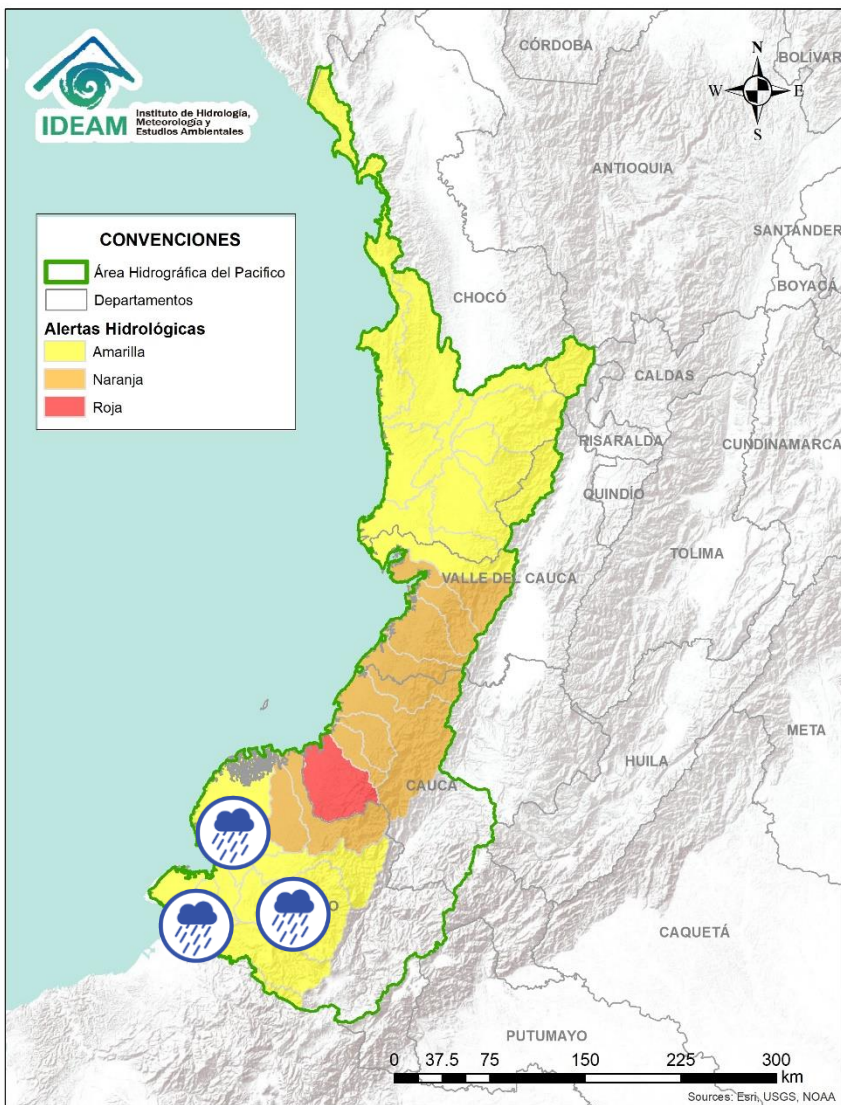 IDEAM
Instituto de Hidrología,
Meteorología y
Estudios Ambientales
CÓRDOBA
BOLÍVAR
N
W
E
S
ANTIOQUIA
SANTANDER
BOYACÁ
CONVENCIONES
Área Hidrográfica del Pacifico
Departamentos
Alertas Hidrológicas
Amarilla
Naranja
Roja
CHOCÓ
CALDAS
RISARALDA
CUNDINAMARCA
QUINDÍO
TOLIMA
VALLE DEL CAUCA
META
HUILA
CAUCA
O
CAQUETÁ
PUTUMAYO
0 37.5 75 150 225 300
km
Sources: Esri, USGS, NOAA